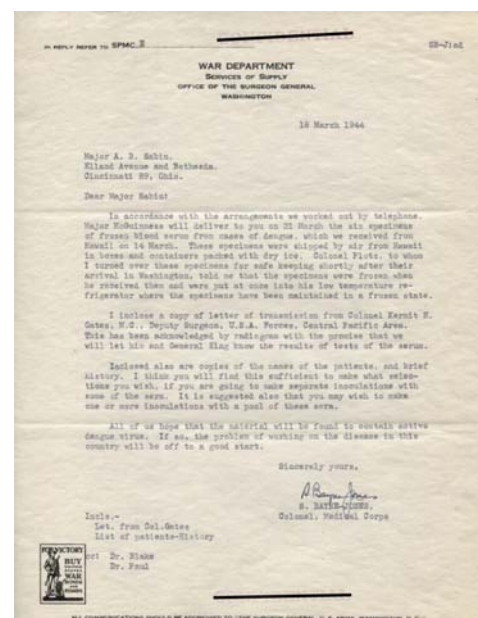 IN REPLY REFER TO SPMC
SB-J:md
WAR DEPARTMENT
SERVICES OF SUPPLY
OFFICE OF THE SURGEON GENERAL
WASHINGTON
18 March 1944
Major A. B. Sabin,
Eiland Avenue and Bethesda,
Cincinnati 29, Ohio.
Dear Major Sabin:
In accordance with the arrangements we worked out by telephone,
Major McGuinness will deliver to you on 21 March the six specimens
of frozen blood serum from cases of dengue, which we received from
Hawaii on 14 March. These specimens were shipped by air from Hawaii
in boxes and containers packed with dry ice. Colonel Plotz, to whom
I turned over these specimens for safe keeping shortly after their
arrival in Washington, told me that the specimens were frozen when
he received them and were put at once into his low temperature re-
frigerator where the specimens have been maintained in a frozen state.
I inclose a copy of letter of transmission from Colonel Kermit H.
Gates, M.C., Deputy Surgeon, U.S.A. Forces, Central Pacific Area.
This has been acknowledged by radiogram with the promise that we
will let him and General King know the results of tests of the serum.
Inclosed also are copies of the names of the patients, and brief
history. I think you will find this sufficient to make what selec-
tions you wish, if you are going to make separate inoculations with
some of the sera. It is suggested also that you may wish to make
one or more inoculations with a pool of these sera.
All of us hope that the material will be found to contain active
dengue virus. If so, the problem of working on the disease in this
country will be off to a good start.
Sincerely yours,
S. Bayne-Jones
S. BAYNE-JONES,
Colonel, Medical Corps
Incls.-
Let. from Col.Gates
List of patients-History
cc: Dr. Blake
Dr. Paul
FOR VICTORY
BUY
UNITED
STATES
WAR
BONDS
AND
STAMPS